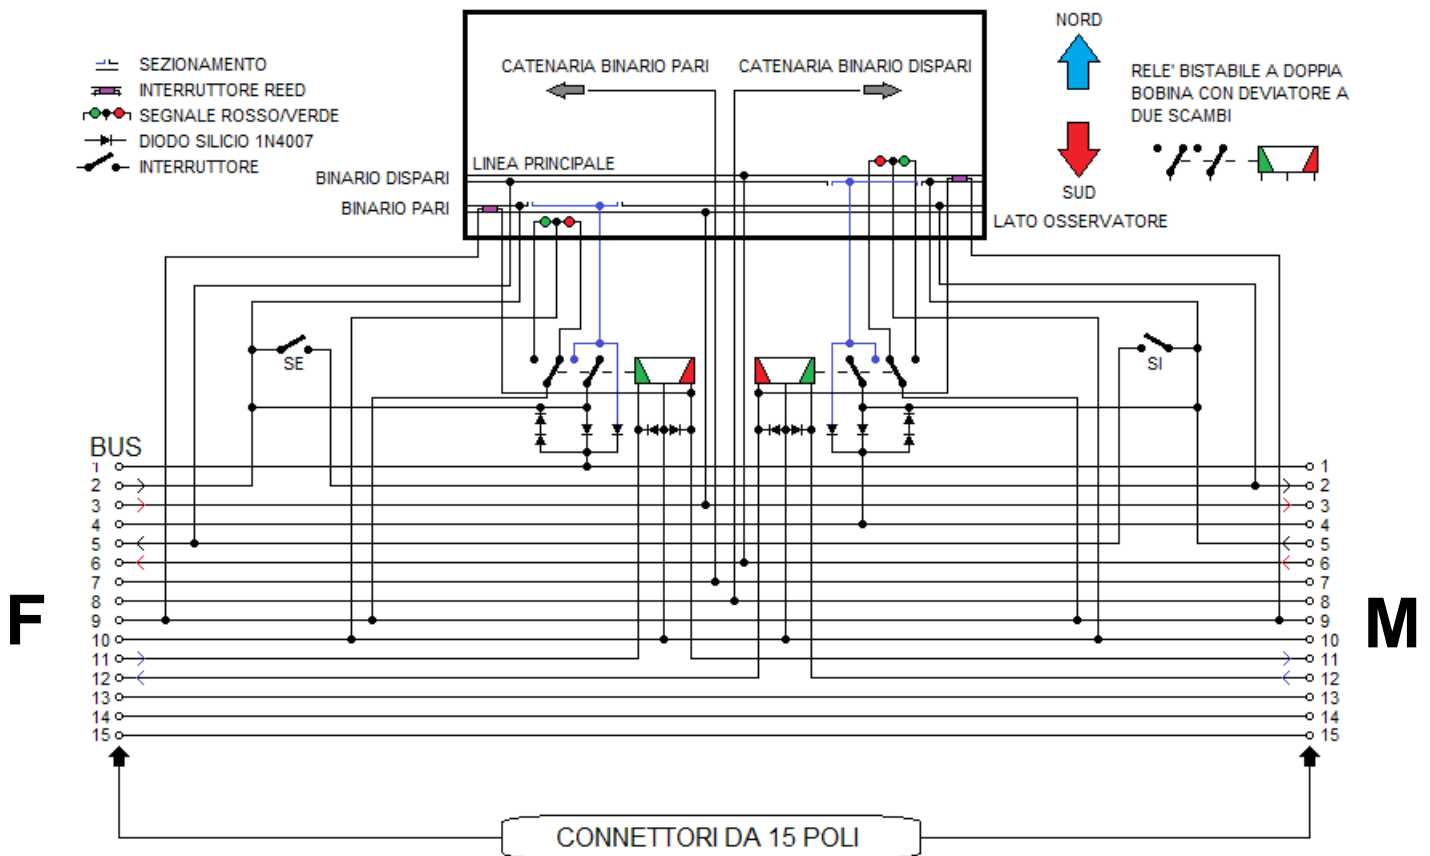 NORD
SEZIONAMENTO
INTERRUTTORE REED
SEGNALE ROSSO/VERDE
DIODO SILICIO 1N4007
INTERRUTTORE
CATENARIA BINARIO PARI
CATENARIA BINARIO DISPARI
RELE' BISTABILE A DOPPIA
BOBINA CON DEVIATORE A
DUE SCAMBI
LINEA PRINCIPALE
BINARIO DISPARI
BINARIO PARI
SUD
LATO OSSERVATORE
SE
SI
BUS
1 1
2 2
3 3
4 4
5 5
6 6
7 7
8 8
9 9
10 10
11 11
12 12
13 13
14 14
15 15
F
M
CONNETTORI DA 15 POLI